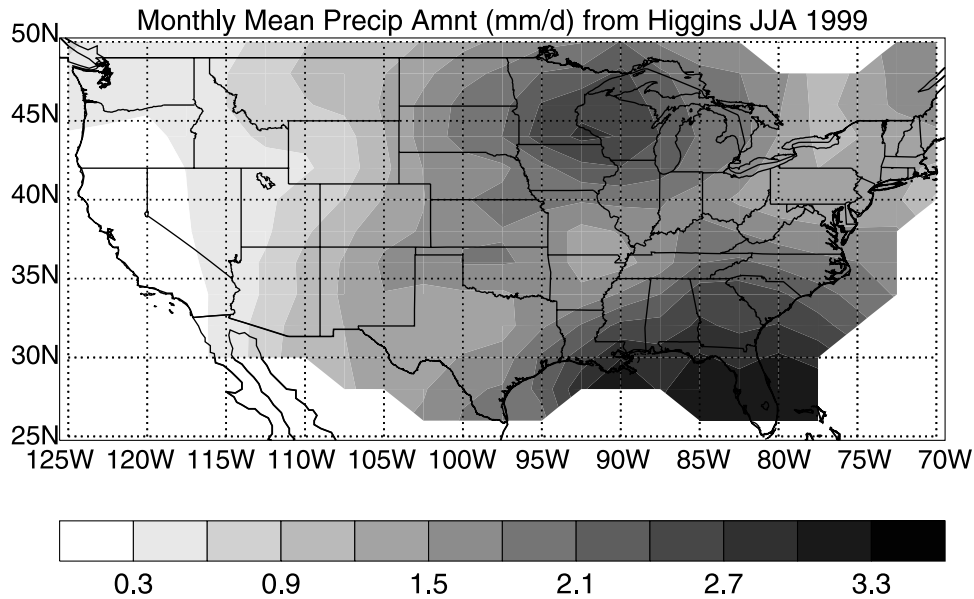 Monthly Mean Precip Amnt (mm/d) from Higgins JJA 1999
50N
45N
40N
35N
30N
25N
125W 120W 115W 110W 105W 100W 95W 90W 85W 80W 75W 70W
0.3 0.9 1.5 2.1 2.7 3.3